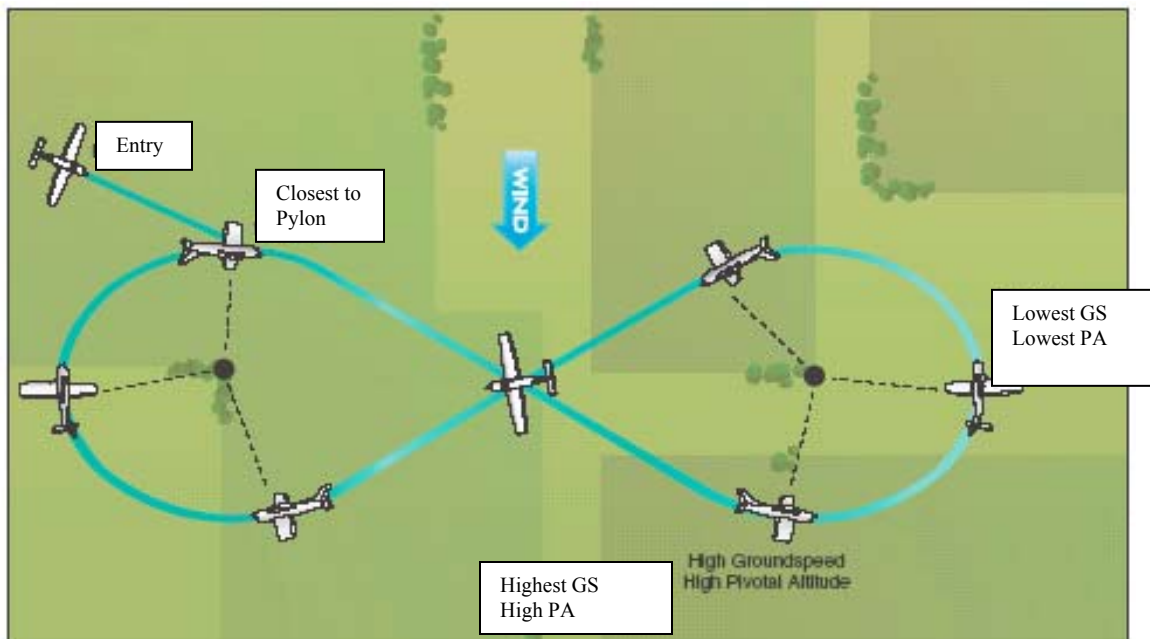 Entry
Closest to
Pylon
WIND
Lowest GS
Lowest PA
High Groundspeed
High Pivotal Altitude
Highest GS
High PA